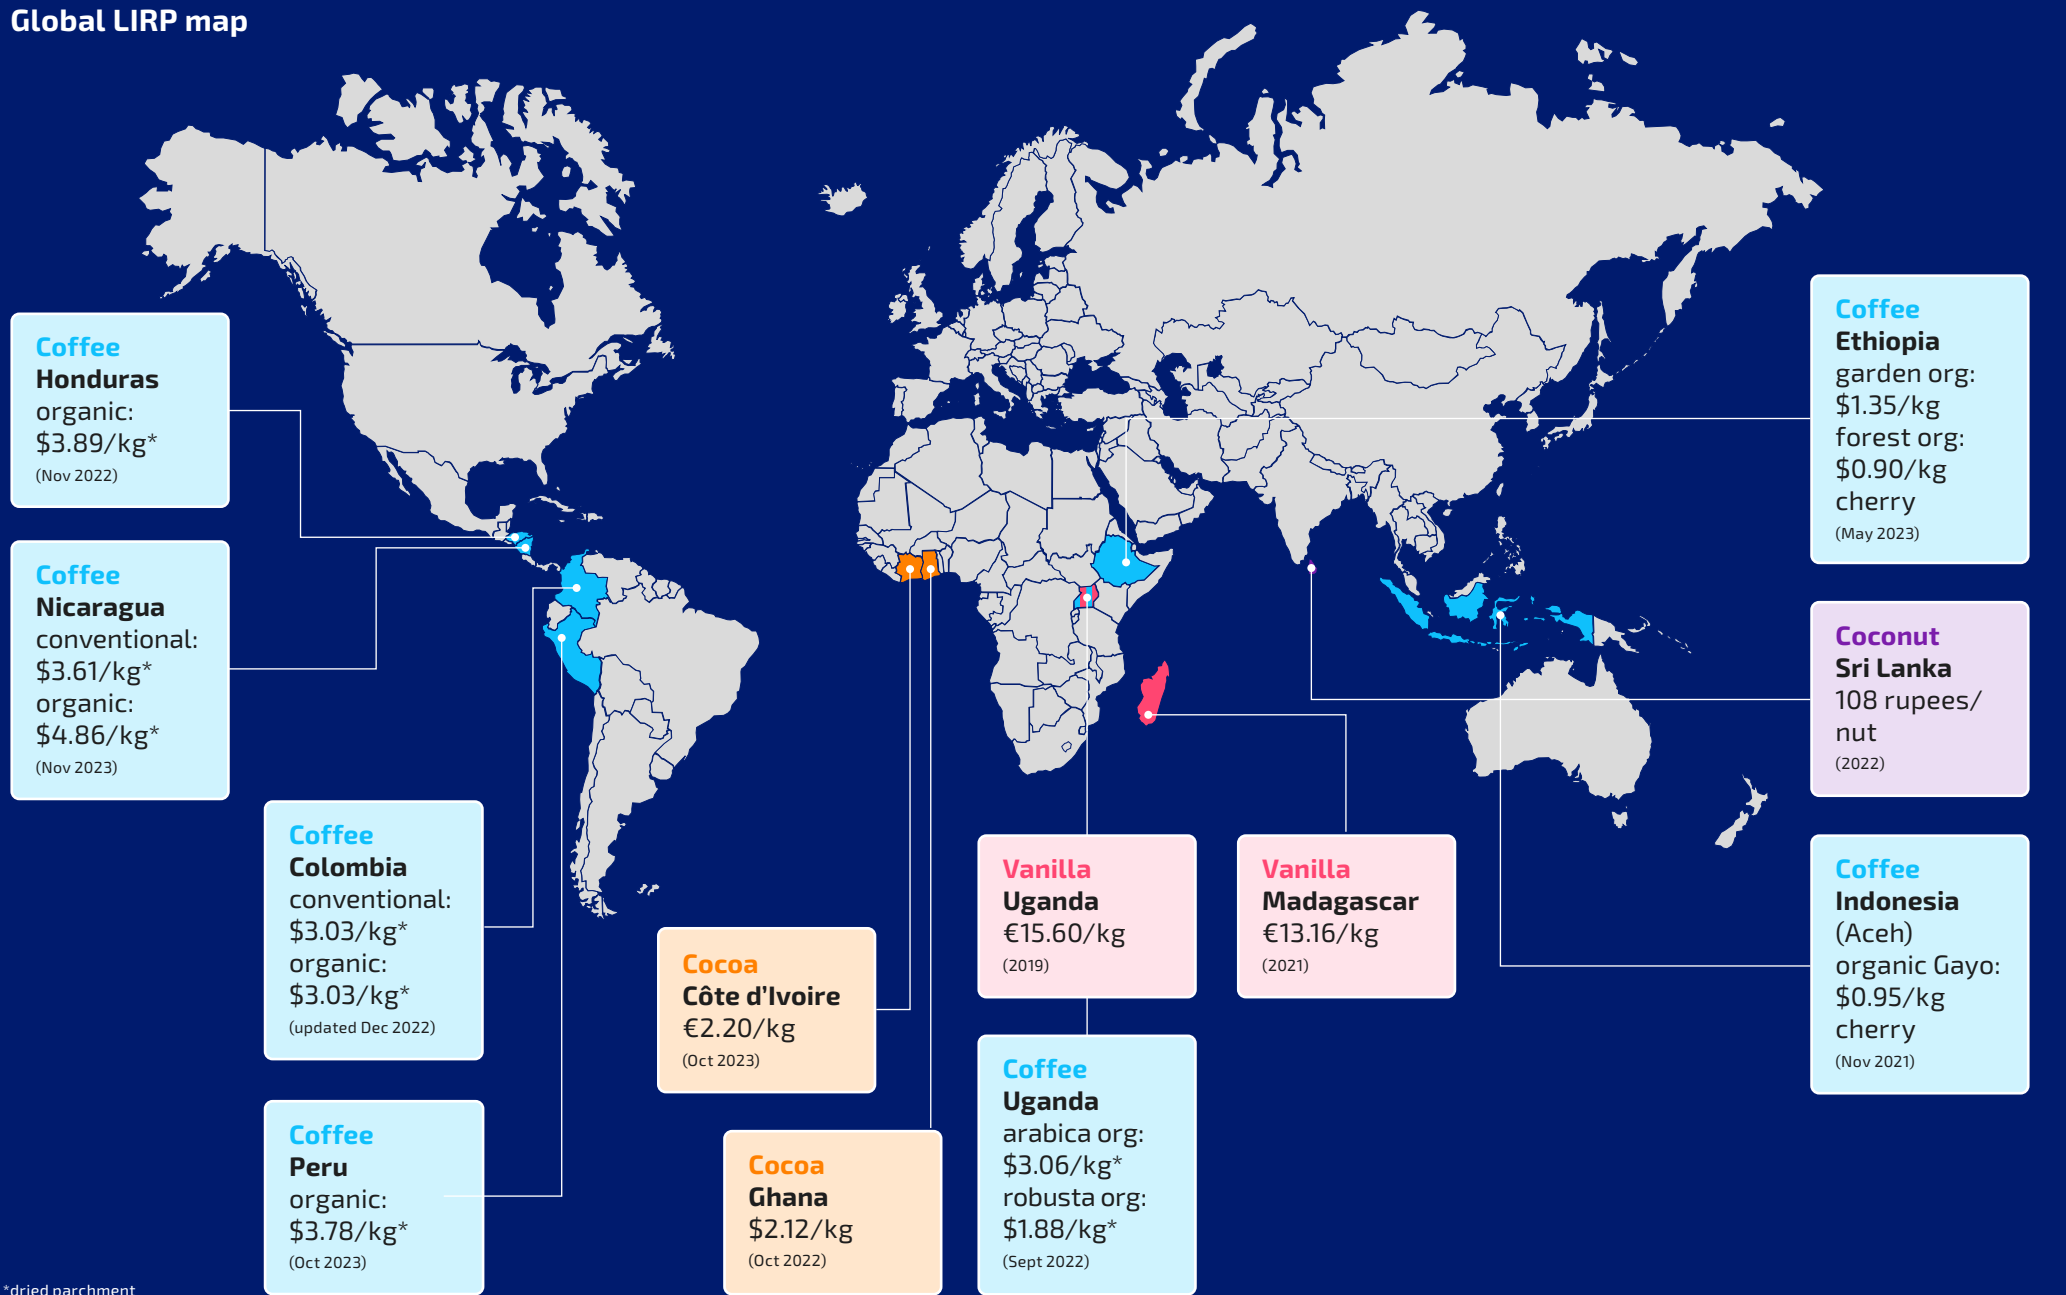 Global LIRP map
Coffee
Honduras
organic:
$3.89/kg*
(Nov 2022)
Coffee
Nicaragua
conventional:
$3.61/kg*
organic:
$4.86/kg*
(Nov 2023)
Coffee
Colombia
conventional:
$3.03/kg*
organic:
$3.03/kg*
(updated Dec 2022)
Coffee
Peru
organic:
$3.78/kg*
(Oct 2023)
Cocoa
Côte d’Ivoire
€2.20/kg
(Oct 2023)
Cocoa
Ghana
$2.12/kg
(Oct 2022)
Vanilla
Uganda
€15.60/kg
(2019)
Coffee
Uganda
arabica org:
$3.06/kg*
robusta org:
$1.88/kg*
(Sept 2022)
Vanilla
Madagascar
€13.16/kg
(2021)
Coffee
Ethiopia
garden org:
$1.35/kg
forest org:
$0.90/kg
cherry
(May 2023)
Coconut
Sri Lanka
108 rupees/
nut
(2022)
Coffee
Indonesia
(Aceh)
organic Gayo:
$0.95/kg
cherry
(Nov 2021)
*dried parchment